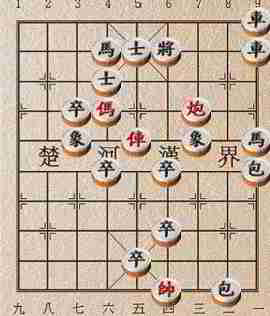 1 2 3 4 5 6 7 8 9
車
馬 士 將 車
士
卒 傌 炮
象 俥 象 馬
楚 河 漢 界
卒 卒 包
卒
卒
帥 包
九 八 七 六 五 四 三 二 一